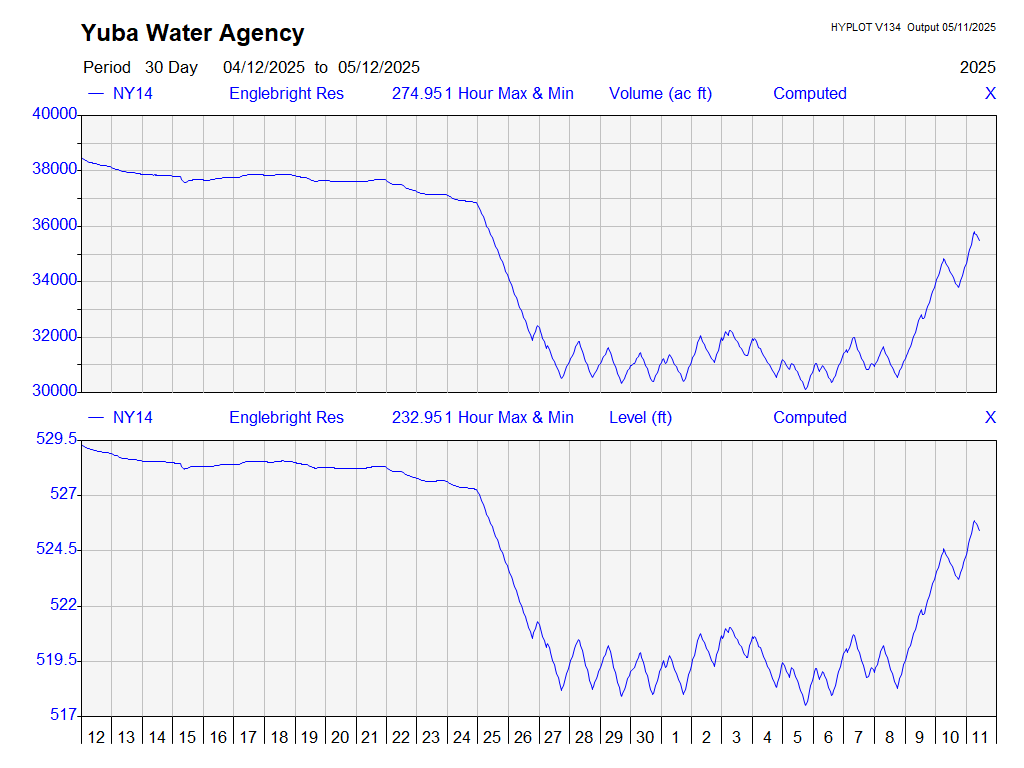 Yuba Water Agency
HYPLOT V134 Output 05/11/2025
Period 30 Day 04/12/2025 to 05/12/2025 2025
NY14 Englebright Res 274.951 Hour Max & Min Volume (ac ft) Computed X
40000
38000
36000
34000
32000
30000
NY14 Englebright Res 232.951 Hour Max & Min Level (ft) Computed X
529.5
527
524.5
522
519.5
517
12 13 14 15 16 17 18 19 20 21 22 23 24 25 26 27 28 29 30 1 2 3 4 5 6 7 8 9 10 11